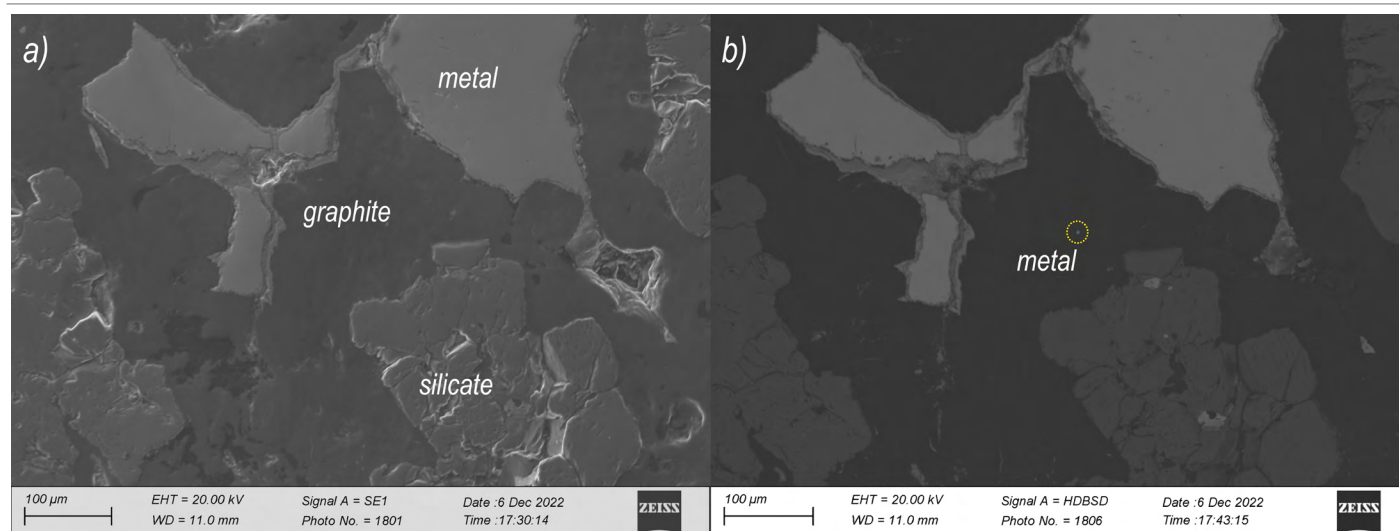 a)
metal
graphite
silicate
100 µm
EHT = 20.00 kV
WD = 11.0 mm
Signal A = SE1
Photo No. = 1801
Date :6 Dec 2022
Time :17:30:14
ZEISS
b)
metal
100 µm
EHT = 20.00 kV
WD = 11.0 mm
Signal A = HDBSD
Photo No. = 1806
Date :6 Dec 2022
Time :17:43:15
ZEISS